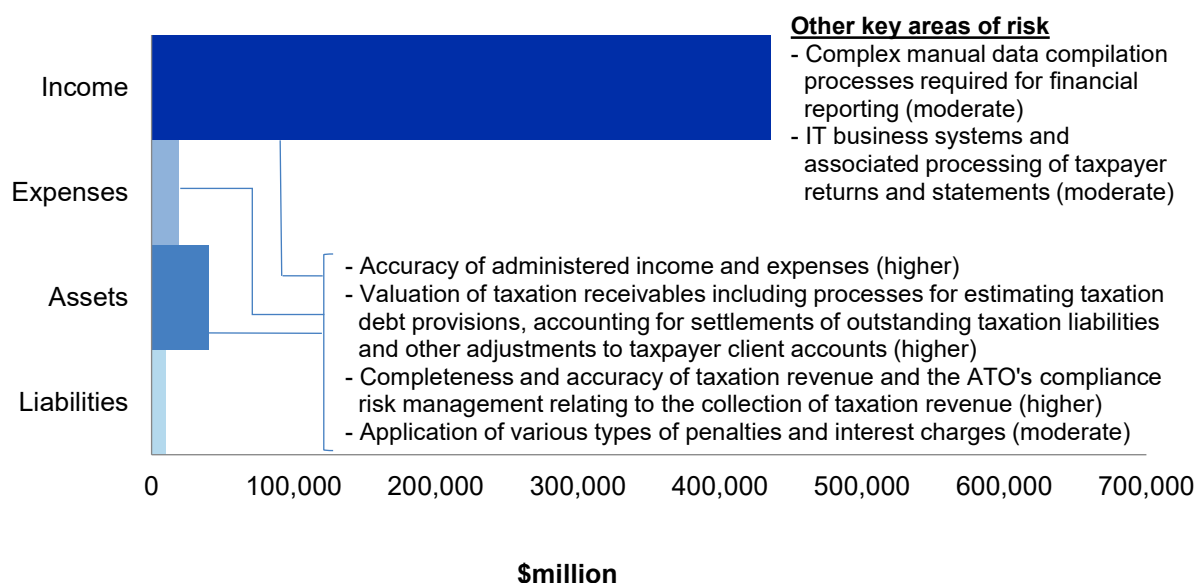 Other key areas of risk
- Complex manual data compilation
processes required for financial
reporting (moderate)
- IT business systems and
associated processing of taxpayer
returns and statements (moderate)
Income
Expenses
Assets
Liabilities
- Accuracy of administered income and expenses (higher)
- Valuation of taxation receivables including processes for estimating taxation
debt provisions, accounting for settlements of outstanding taxation liabilities
and other adjustments to taxpayer client accounts (higher)
- Completeness and accuracy of taxation revenue and the ATO's compliance
risk management relating to the collection of taxation revenue (higher)
- Application of various types of penalties and interest charges (moderate)
0 100,000 200,000 300,000 400,000 500,000 600,000 700,000
$million